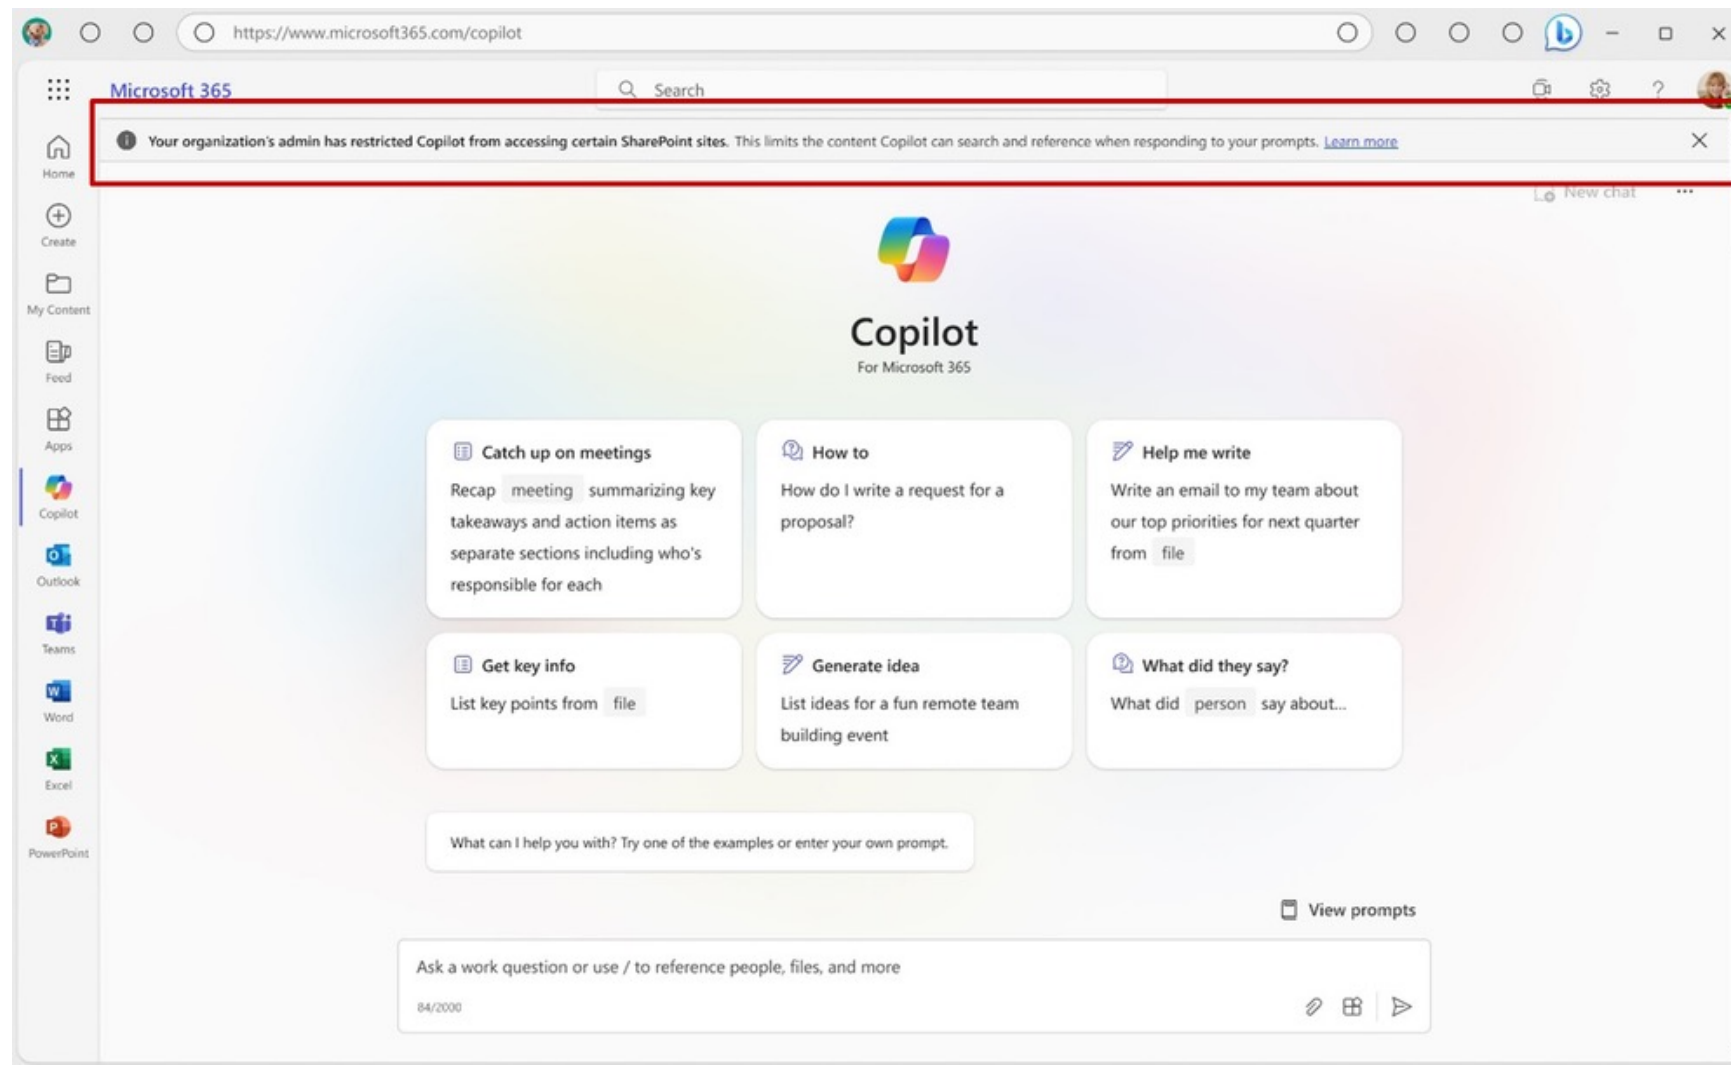 https://www.microsoft365.com/copilot
Microsoft 365
Search
Your organization's admin has restricted Copilot from accessing certain SharePoint sites. This limits the content Copilot can search and reference when responding to your prompts. Learn more
New chat
Home
Create
My Content
Feed
Apps
Copilot
Outlook
Teams
Word
Excel
PowerPoint
Copilot
For Microsoft 365
Catch up on meetings
Recap meeting summarizing key
takeaways and action items as
separate sections including who's
responsible for each
How to
How do I write a request for a
proposal?
Help me write
Write an email to my team about
our top priorities for next quarter
from file
Get key info
List key points from file
Generate idea
List ideas for a fun remote team
building event
What did they say?
What did person say about...
What can I help you with? Try one of the examples or enter your own prompt.
View prompts
Ask a work question or use / to reference people, files, and more
84/2000